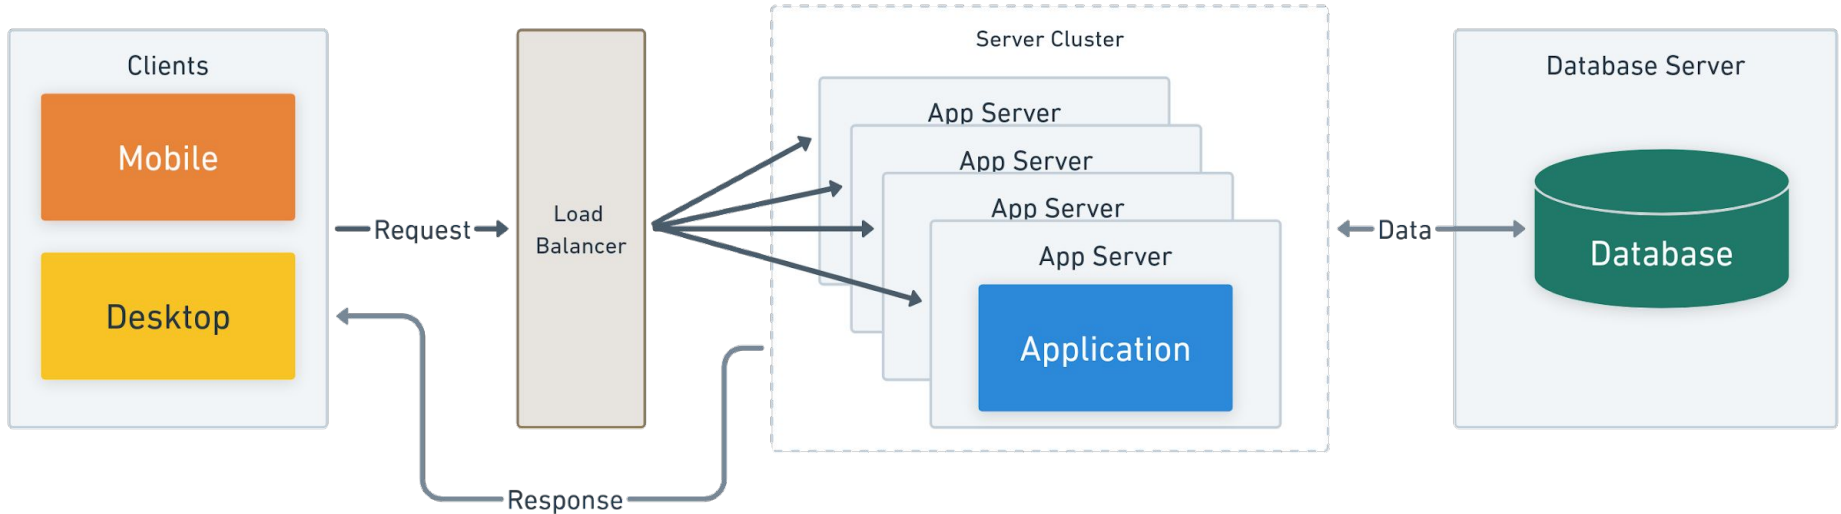 Clients
Mobile
Desktop
Request
Response
Load
Balancer
Server Cluster
App Server
App Server
App Server
App Server
Application
Data
Database Server
Database